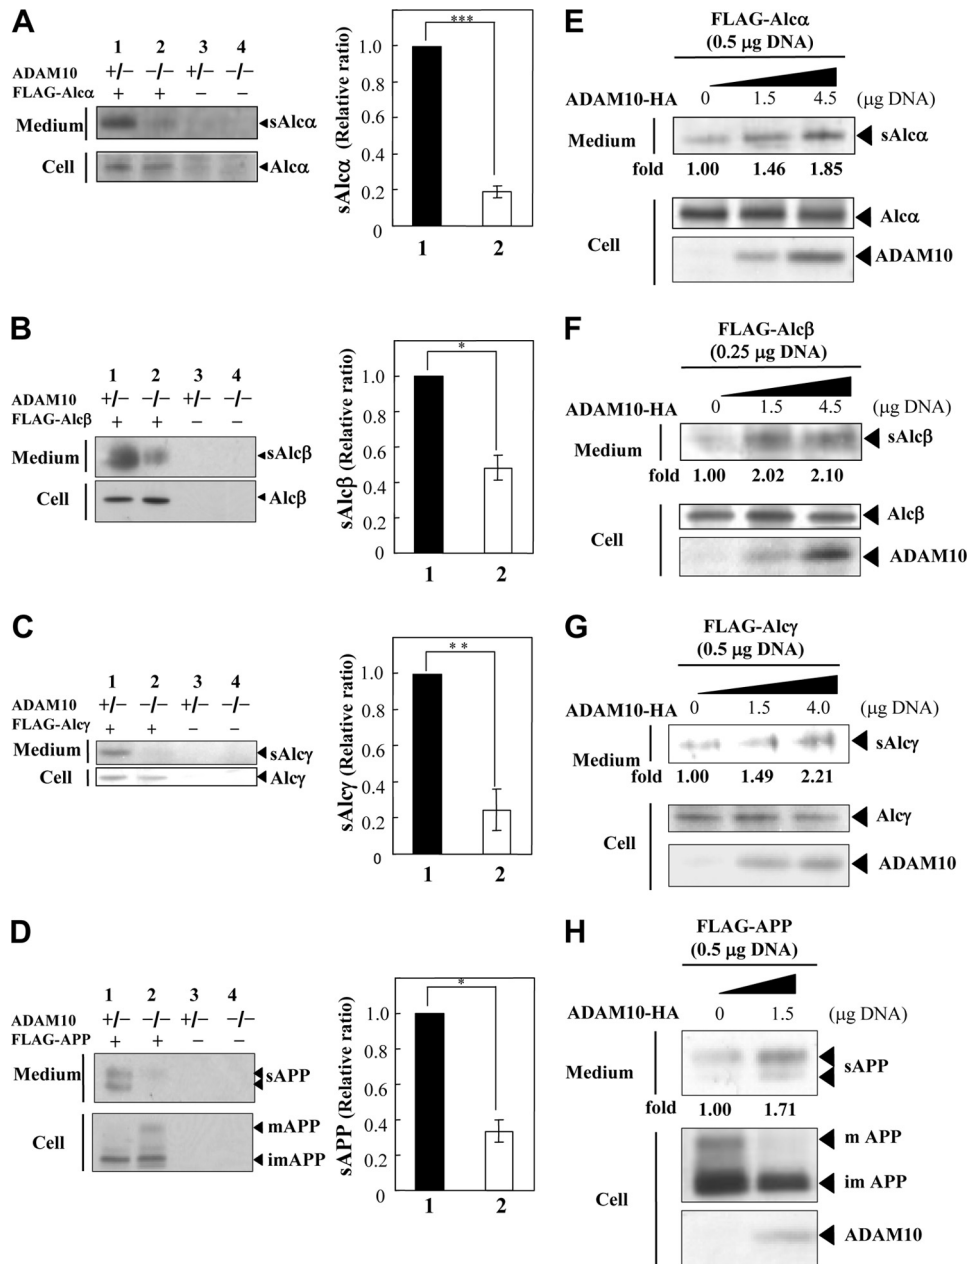 A
1 2 3 4
ADAM10 +/− −/− +/− −/−
FLAG-Alcα + + − −
Medium sAlcα
Cell Alcα
sAlcα (Relative ratio)
***
1.0
0.8
0.6
0.4
0.2
0
1 2
E
FLAG-Alcα
(0.5 μg DNA)
ADAM10-HA 0 1.5 4.5 (μg DNA)
Medium sAlcα
fold 1.00 1.46 1.85
Alcα
Cell
ADAM10
B
1 2 3 4
ADAM10 +/− −/− +/− −/−
FLAG-Alcβ + + − −
Medium sAlcβ
Cell Alcβ
sAlcβ (Relative ratio)
*
1.0
0.8
0.6
0.4
0.2
0
1 2
F
FLAG-Alcβ
(0.25 μg DNA)
ADAM10-HA 0 1.5 4.5 (μg DNA)
Medium sAlcβ
fold 1.00 2.02 2.10
Alcβ
Cell
ADAM10
C
1 2 3 4
ADAM10 +/− −/− +/− −/−
FLAG-Alcγ + + − −
Medium sAlcγ
Cell Alcγ
sAlcγ (Relative ratio)
* *
1.0
0.8
0.6
0.4
0.2
0
1 2
G
FLAG-Alcγ
(0.5 μg DNA)
ADAM10-HA 0 1.5 4.0 (μg DNA)
Medium sAlcγ
fold 1.00 1.49 2.21
Alcγ
Cell
ADAM10
D
1 2 3 4
ADAM10 +/− −/− +/− −/−
FLAG-APP + + − −
Medium sAPP
mAPP
Cell
imAPP
sAPP (Relative ratio)
*
1.0
0.8
0.6
0.4
0.2
0
1 2
H
FLAG-APP
(0.5 μg DNA)
ADAM10-HA 0 1.5 (μg DNA)
Medium sAPP
fold 1.00 1.71
m APP
im APP
Cell
ADAM10